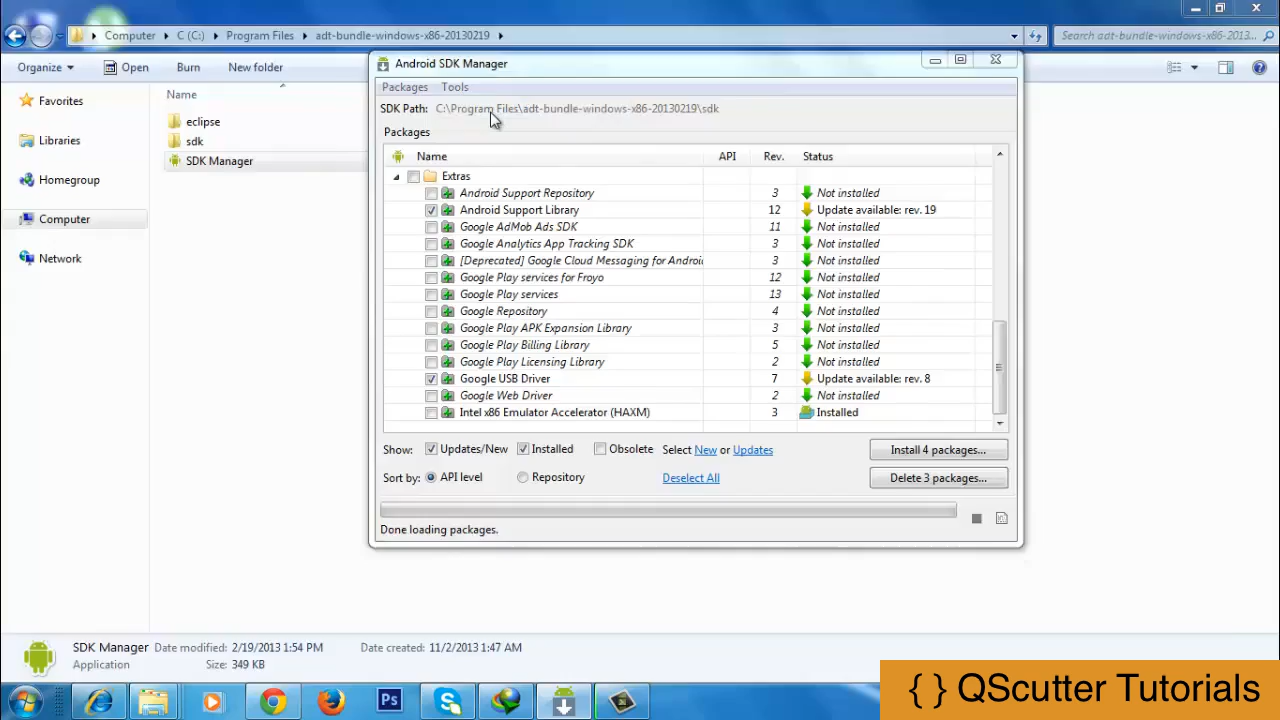 Computer
C (C:)
Program Files
adt-bundle-windows-x86-20130219
Search adt-bundle-windows-x86-2013...
Organize
Open
Burn
New folder
Favorites
Libraries
Homegroup
Computer
Network
Name
eclipse
sdk
SDK Manager
Android SDK Manager
Packages Tools
SDK Path: C:\Program Files\adt-bundle-windows-x86-20130219\sdk
Packages
Name API Rev. Status
Extras
Android Support Repository 3 Not installed
Android Support Library 12 Update available: rev. 19
Google AdMob Ads SDK 11 Not installed
Google Analytics App Tracking SDK 3 Not installed
[Deprecated] Google Cloud Messaging for Androi 3 Not installed
Google Play services for Froyo 12 Not installed
Google Play services 13 Not installed
Google Repository 4 Not installed
Google Play APK Expansion Library 3 Not installed
Google Play Billing Library 5 Not installed
Google Play Licensing Library 2 Not installed
Google USB Driver 7 Update available: rev. 8
Google Web Driver 2 Not installed
Intel x86 Emulator Accelerator (HAXM) 3 Installed
Show: Updates/New Installed Obsolete Select New or Updates Install 4 packages...
Sort by: API level Repository Deselect All Delete 3 packages...
Done loading packages.
SDK Manager Date modified: 2/19/2013 1:54 PM Date created: 11/2/2013 1:47 AM
Application Size: 349 KB
Ps
{ } QScutter Tutorials